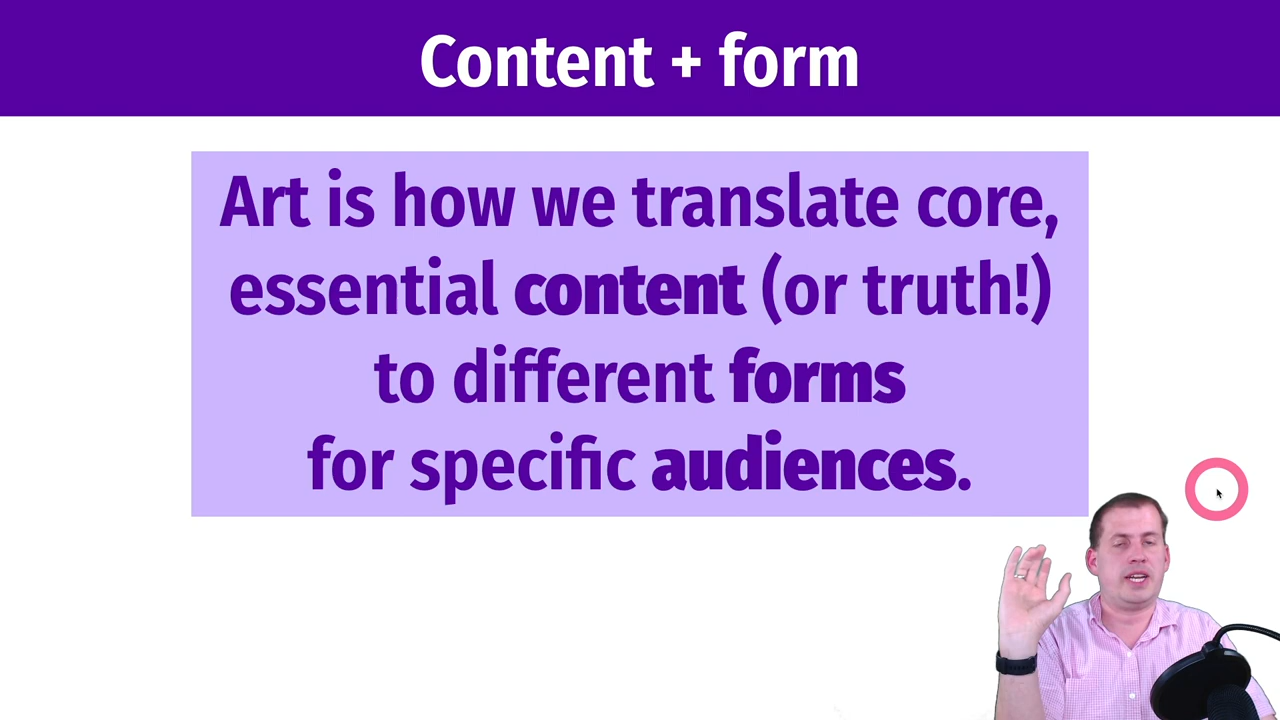 Content + form
Art is how we translate core,
essential content (or truth!)
to different forms
for specific audiences.